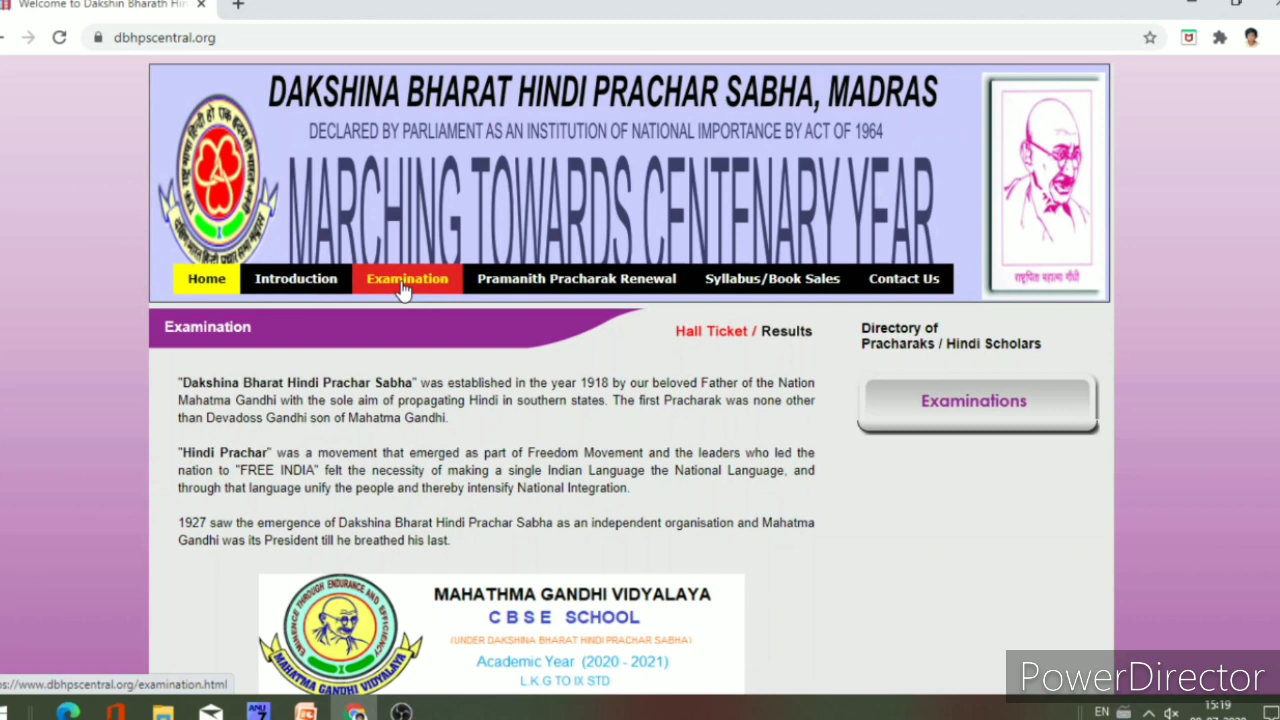 Welcome to Dakshin Bharath Hin
dbhpscentral.org
DAKSHINA BHARAT HINDI PRACHAR SABHA, MADRAS
DECLARED BY PARLIAMENT AS AN INSTITUTION OF NATIONAL IMPORTANCE BY ACT OF 1964
MARCHING TOWARDS CENTENARY YEAR
राष्ट्रपिता महात्मा गाँधी
Home Introduction Examination Pramanith Pracharak Renewal Syllabus/Book Sales Contact Us
Examination
Hall Ticket / Results
Directory of
Pracharaks / Hindi Scholars
Examinations
"Dakshina Bharat Hindi Prachar Sabha" was established in the year 1918 by our beloved Father of the Nation
Mahatma Gandhi with the sole aim of propagating Hindi in southern states. The first Pracharak was none other
than Devadoss Gandhi son of Mahatma Gandhi.
"Hindi Prachar" was a movement that emerged as part of Freedom Movement and the leaders who led the
nation to "FREE INDIA" felt the necessity of making a single Indian Language the National Language, and
through that language unify the people and thereby intensify National Integration.
1927 saw the emergence of Dakshina Bharat Hindi Prachar Sabha as an independent organisation and Mahatma
Gandhi was its President till he breathed his last.
EMINENCE THROUGH ENDURANCE AND EFFICIENCY
MAHATMA GANDHI VIDYALAYA
MAHATHMA GANDHI VIDYALAYA
CBSE SCHOOL
(UNDER DAKSHINA BHARAT HINDI PRACHAR SABHA)
Academic Year (2020 - 2021)
L.K.G TO IX STD
ps://www.dbhpscentral.org/examination.html
PowerDirector
EN
15:19